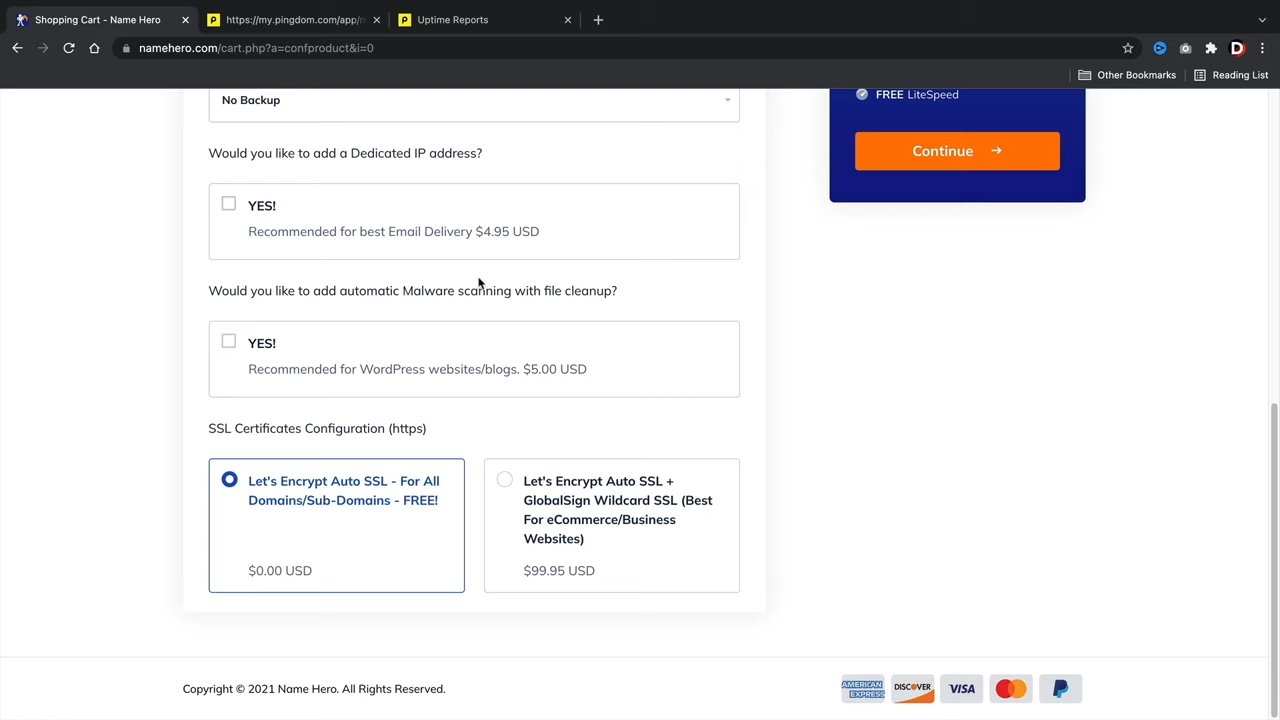 Shopping Cart - Name Hero
https://my.pingdom.com/app/r
Uptime Reports
namehero.com/cart.php?a=confproduct&i=0
Other Bookmarks
Reading List
No Backup
FREE LiteSpeed
Continue →
Would you like to add a Dedicated IP address?
YES!
Recommended for best Email Delivery $4.95 USD
Would you like to add automatic Malware scanning with file cleanup?
YES!
Recommended for WordPress websites/blogs. $5.00 USD
SSL Certificates Configuration (https)
Let's Encrypt Auto SSL - For All
Domains/Sub-Domains - FREE!
$0.00 USD
Let's Encrypt Auto SSL +
GlobalSign Wildcard SSL (Best
For eCommerce/Business
Websites)
$99.95 USD
Copyright © 2021 Name Hero. All Rights Reserved.
AMERICAN
EXPRESS
DISCOVER
VISA